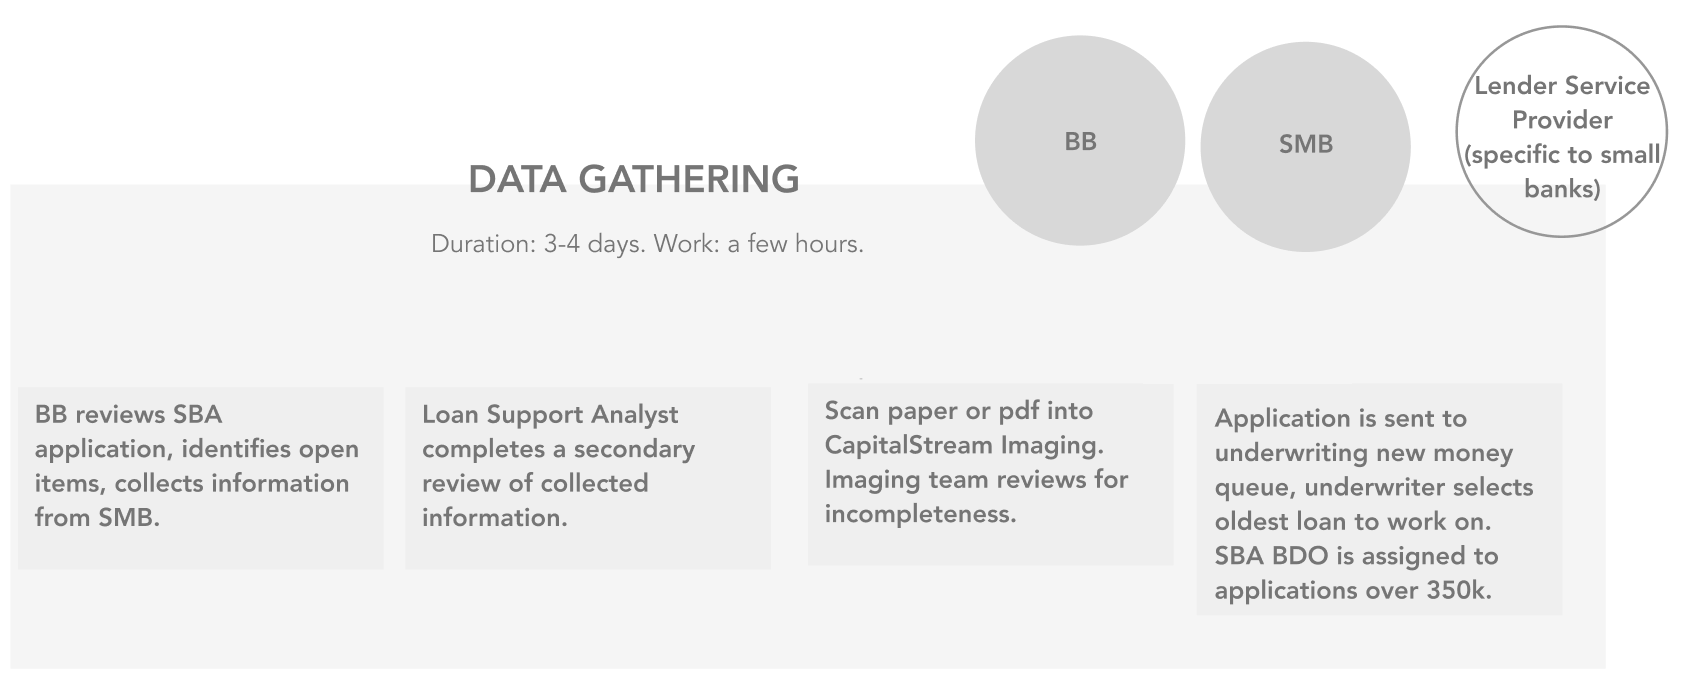 BB
SMB
Lender Service
Provider
(specific to small
banks)
DATA GATHERING
Duration: 3-4 days. Work: a few hours.
BB reviews SBA
application, identifies open
items, collects information
from SMB.
Loan Support Analyst
completes a secondary
review of collected
information.
Scan paper or pdf into
CapitalStream Imaging.
Imaging team reviews for
incompleteness.
Application is sent to
underwriting new money
queue, underwriter selects
oldest loan to work on.
SBA BDO is assigned to
applications over 350k.